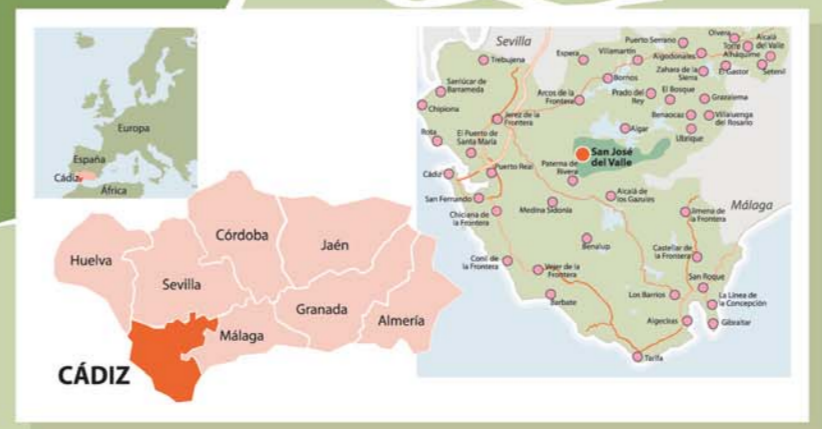 Europa
España
Cádiz
África
Huelva
Sevilla
Córdoba
Jaén
Granada
Málaga
Almería
CÁDIZ
Sevilla
Málaga
Trebujena
Sanlúcar de
Barrameda
Chipiona
Rota
El Puerto de
Santa María
Jerez de la
Frontera
Cádiz
Puerto Real
San Fernando
Chiclana de
la Frontera
Conil de
la Frontera
Vejer de la
Frontera
Barbate
Medina Sidonia
Benalup
Paterna de
Rivera
San José
del Valle
Alcalá de
los Gazules
Algar
Arcos de la
Frontera
Espera
Villamartín
Bornos
Puerto Serrano
Algodonales
Olvera
Torre
Alháquime
Alcalá
del Valle
Setenil
El Gastor
Zahara de la
Sierra
Prado del
Rey
El Bosque
Grazalema
Benaocaz
Villaluenga
del Rosario
Ubrique
Jimena de
la Frontera
Castellar de
la Frontera
San Roque
Los Barrios
La Línea de
la Concepción
Algeciras
Gibraltar
Tarifa